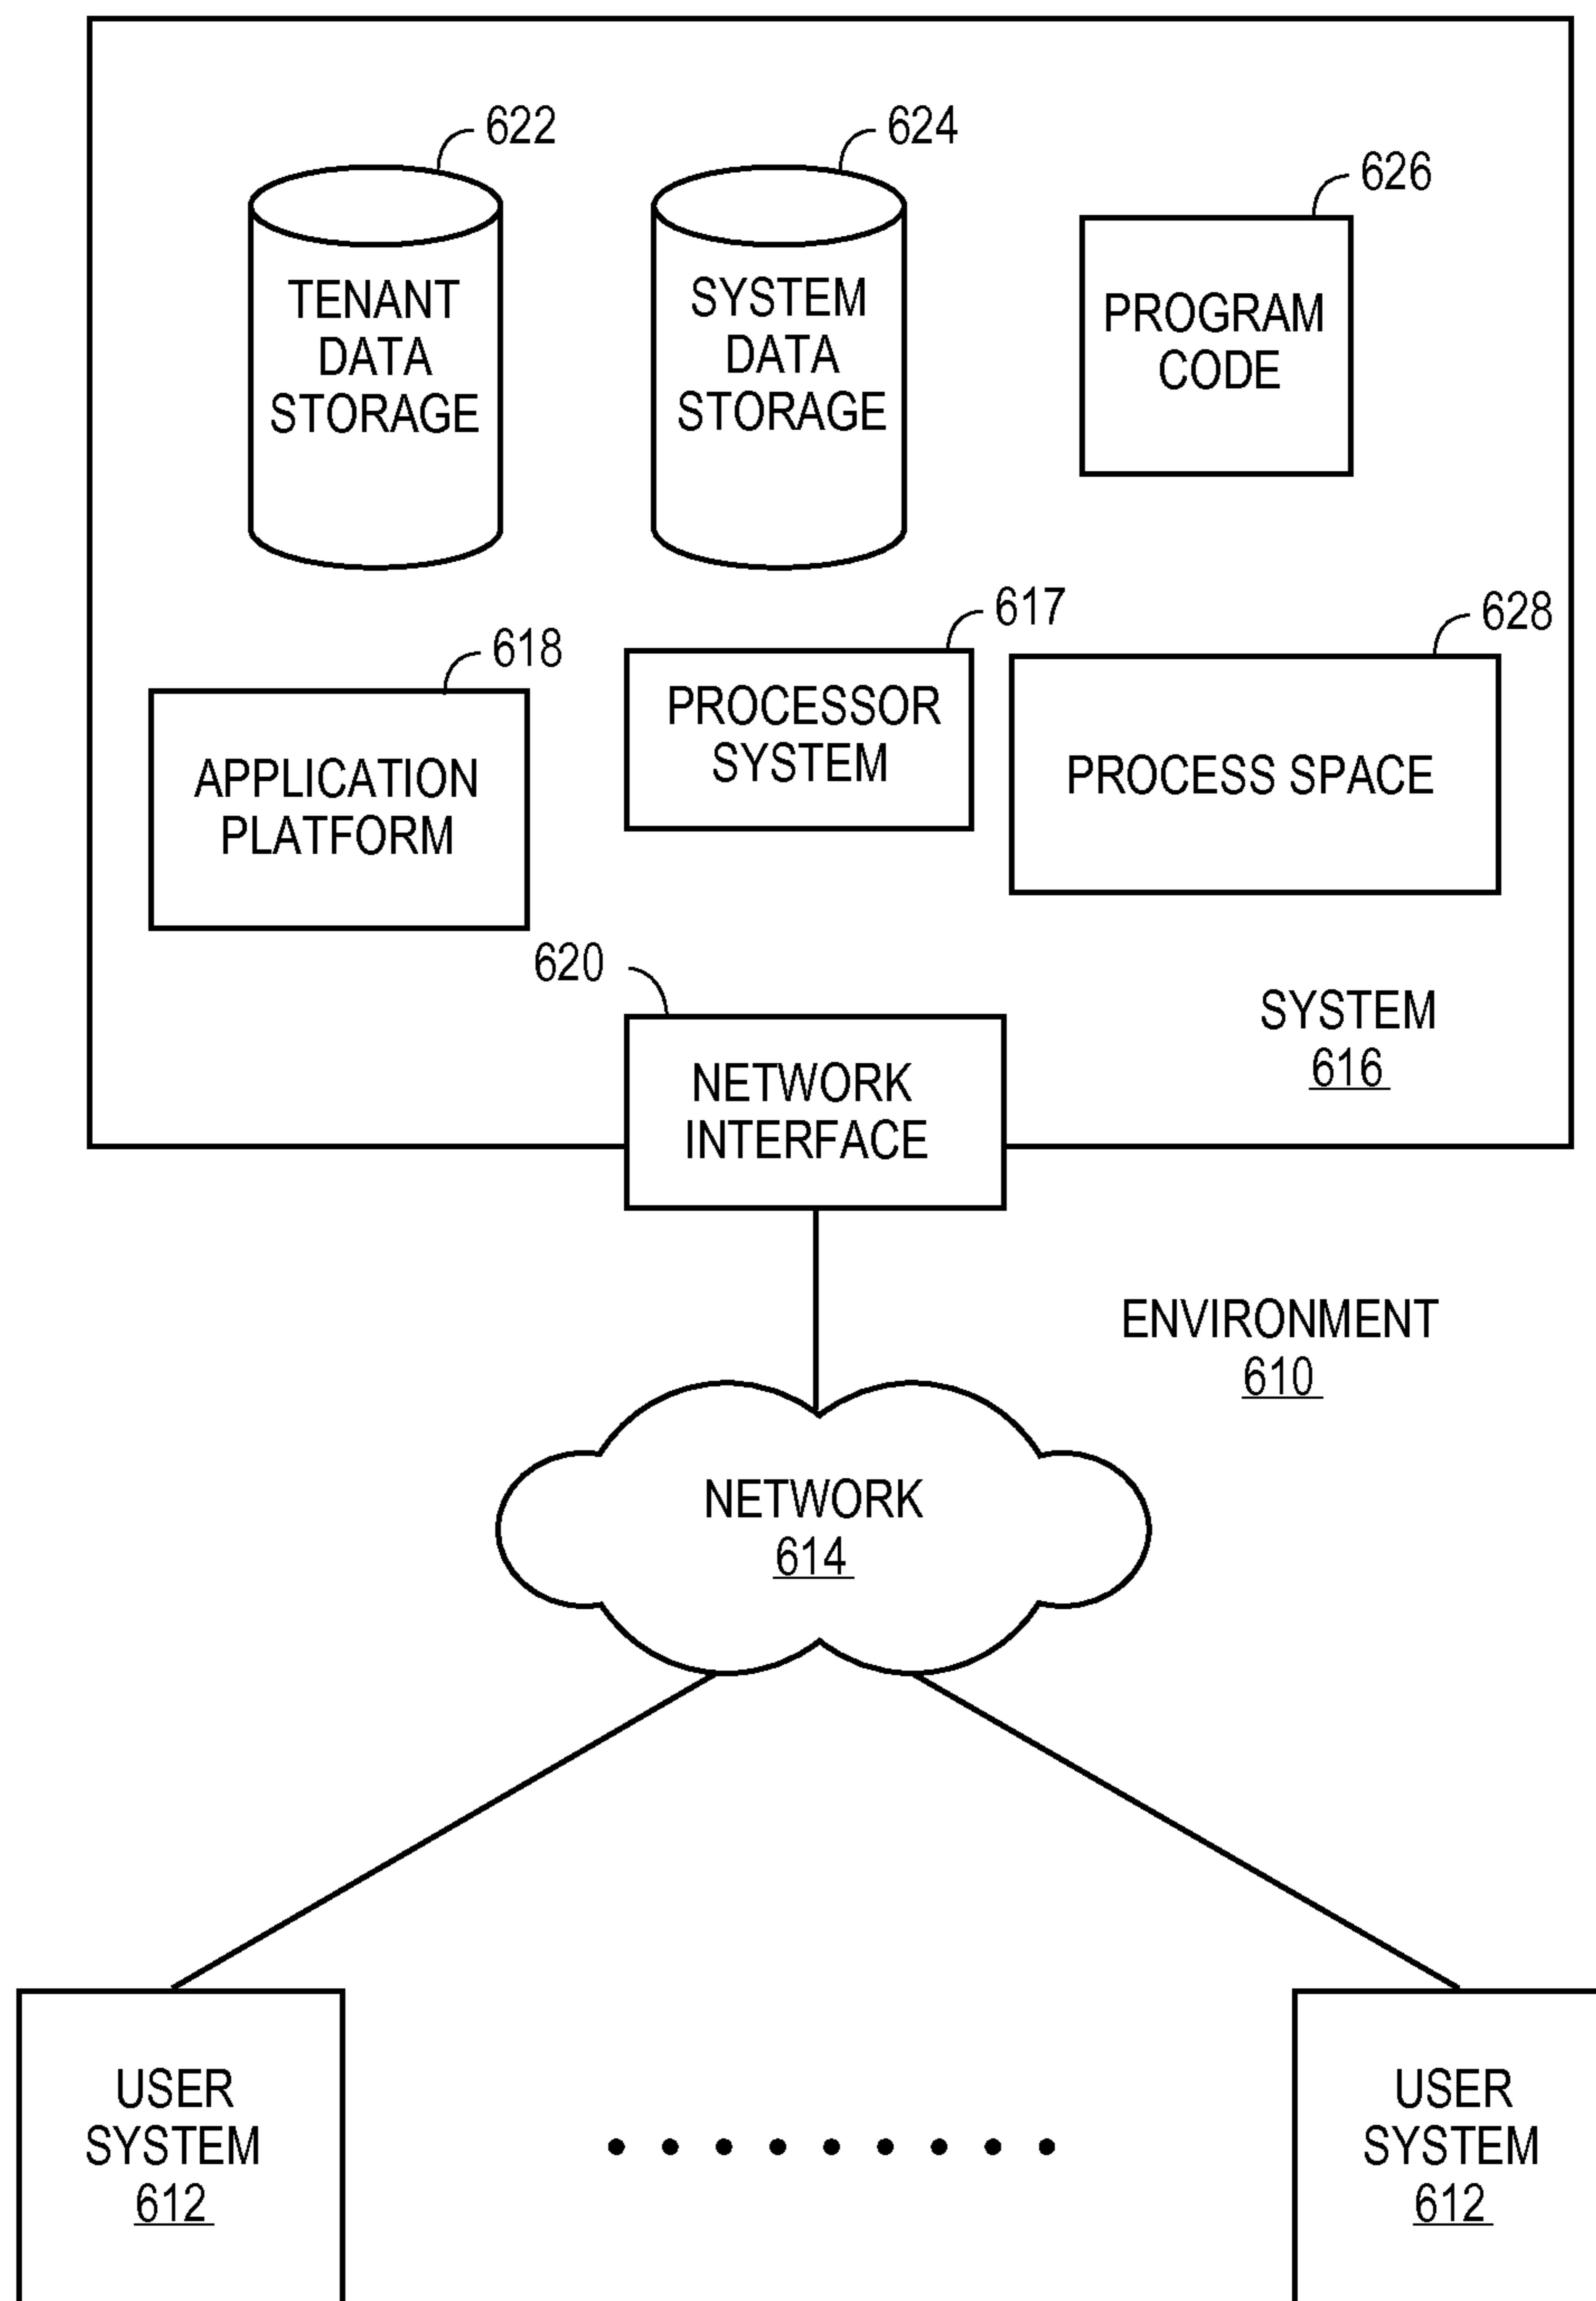 622
624
626
TENANT
DATA
STORAGE
SYSTEM
DATA
STORAGE
PROGRAM
CODE
618
617
628
APPLICATION
PLATFORM
PROCESSOR
SYSTEM
PROCESS SPACE
620
NETWORK
INTERFACE
SYSTEM
616
ENVIRONMENT
610
NETWORK
614
USER
SYSTEM
612
USER
SYSTEM
612